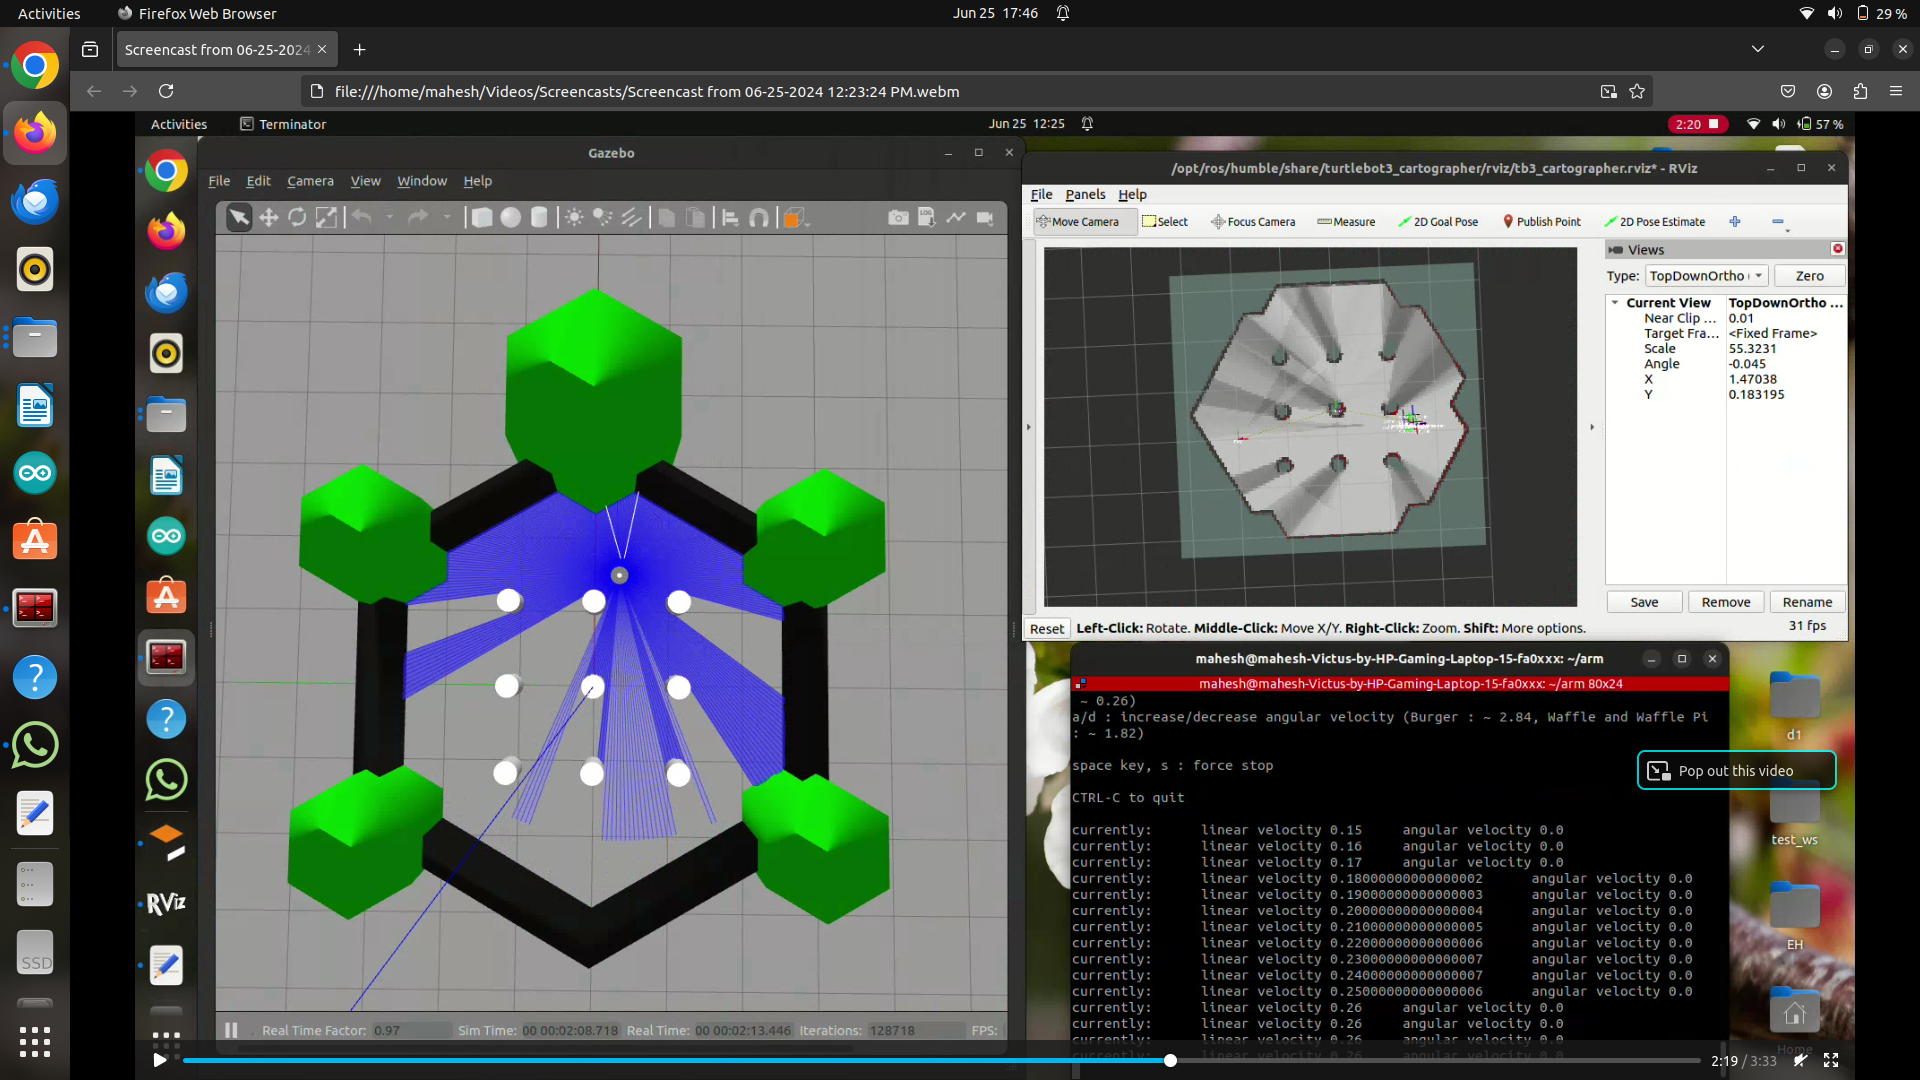 Activities
Firefox Web Browser
Jun 25 17:46
29 %
Screencast from 06-25-2024
file:///home/mahesh/Videos/Screencasts/Screencast from 06-25-2024 12:23:24 PM.webm
Activities
Terminator
Jun 25 12:25
2:20
57 %
Gazebo
File Edit Camera View Window Help
LOG
/opt/ros/humble/share/turtlebot3_cartographer/rviz/tb3_cartographer.rviz* - RViz
File Panels Help
Move Camera Select Focus Camera Measure 2D Goal Pose Publish Point 2D Pose Estimate
Views
Type: TopDownOrtho Zero
Current View TopDownOrtho ...
Near Clip ... 0.01
Target Fra... <Fixed Frame>
Scale 55.3231
Angle -0.045
X 1.47038
Y 0.183195
Save Remove Rename
Reset Left-Click: Rotate. Middle-Click: Move X/Y. Right-Click: Zoom. Shift: More options.
31 fps
mahesh@mahesh-Victus-by-HP-Gaming-Laptop-15-fa0xxx: ~/arm
mahesh@mahesh-Victus-by-HP-Gaming-Laptop-15-fa0xxx: ~/arm 80x24
~ 0.26)
a/d : increase/decrease angular velocity (Burger : ~ 2.84, Waffle and Waffle Pi
: ~ 1.82)
space key, s : force stop
CTRL-C to quit
currently: linear velocity 0.15 angular velocity 0.0
currently: linear velocity 0.16 angular velocity 0.0
currently: linear velocity 0.17 angular velocity 0.0
currently: linear velocity 0.18000000000000002 angular velocity 0.0
currently: linear velocity 0.19000000000000003 angular velocity 0.0
currently: linear velocity 0.20000000000000004 angular velocity 0.0
currently: linear velocity 0.21000000000000005 angular velocity 0.0
currently: linear velocity 0.22000000000000006 angular velocity 0.0
currently: linear velocity 0.23000000000000007 angular velocity 0.0
currently: linear velocity 0.24000000000000007 angular velocity 0.0
currently: linear velocity 0.25000000000000006 angular velocity 0.0
currently: linear velocity 0.26 angular velocity 0.0
currently: linear velocity 0.26 angular velocity 0.0
currently: linear velocity 0.26 angular velocity 0.0
d1
Pop out this video
test_ws
EH
Home
RViz
SSD
Real Time Factor: 0.97 Sim Time: 00 00:02:08.718 Real Time: 00 00:02:13.446 Iterations: 128718 FPS:
2:19 / 3:33